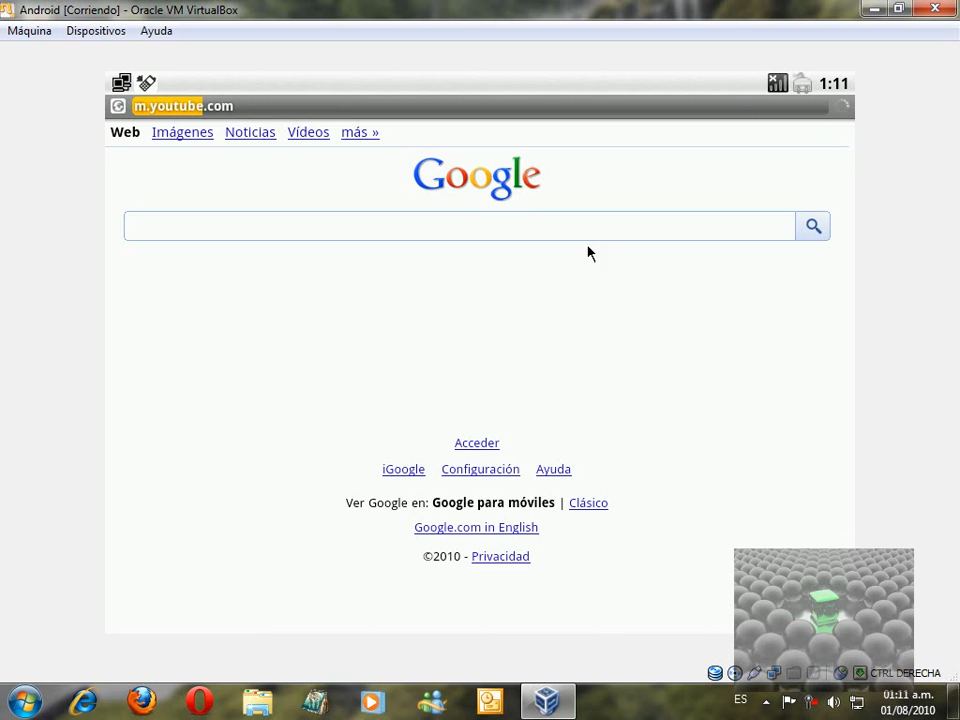 Android [Corriendo] - Oracle VM VirtualBox
Máquina Dispositivos Ayuda
1:11
m.youtube.com
Web Imágenes Noticias Vídeos más »
Google
Acceder
iGoogle Configuración Ayuda
Ver Google en: Google para móviles | Clásico
Google.com in English
©2010 - Privacidad
CTRL DERECHA
ES
01:11 a.m.
01/08/2010